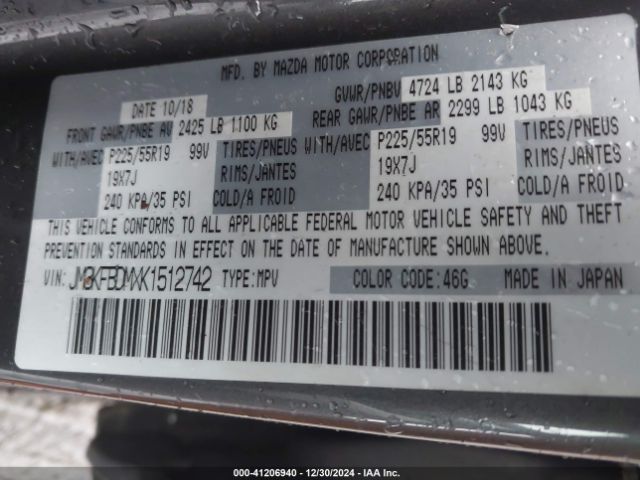 MFD. BY MAZDA MOTOR CORPORATION
DATE 10/18 GVWR/PNBV 4724 LB 2143 KG
FRONT GAWR/PNBE AV 2425 LB 1100 KG REAR GAWR/PNBE AR 2299 LB 1043 KG
WITH/AVEC P225/55R19 99V TIRES/PNEUS WITH/AVEC P225/55R19 99V TIRES/PNEUS
19X7J RIMS/JANTES 19X7J RIMS/JANTES
240 KPA/35 PSI COLD/A FROID 240 KPA/35 PSI COLD/A FROID
THIS VEHICLE CONFORMS TO ALL APPLICABLE FEDERAL MOTOR VEHICLE SAFETY AND THEFT
PREVENTION STANDARDS IN EFFECT ON THE DATE OF MANUFACTURE SHOWN ABOVE.
VIN: JM3KFBDMXK1512742 TYPE: MPV COLOR CODE: 46G MADE IN JAPAN
000-41206940 - 12/30/2024 - IAA Inc.